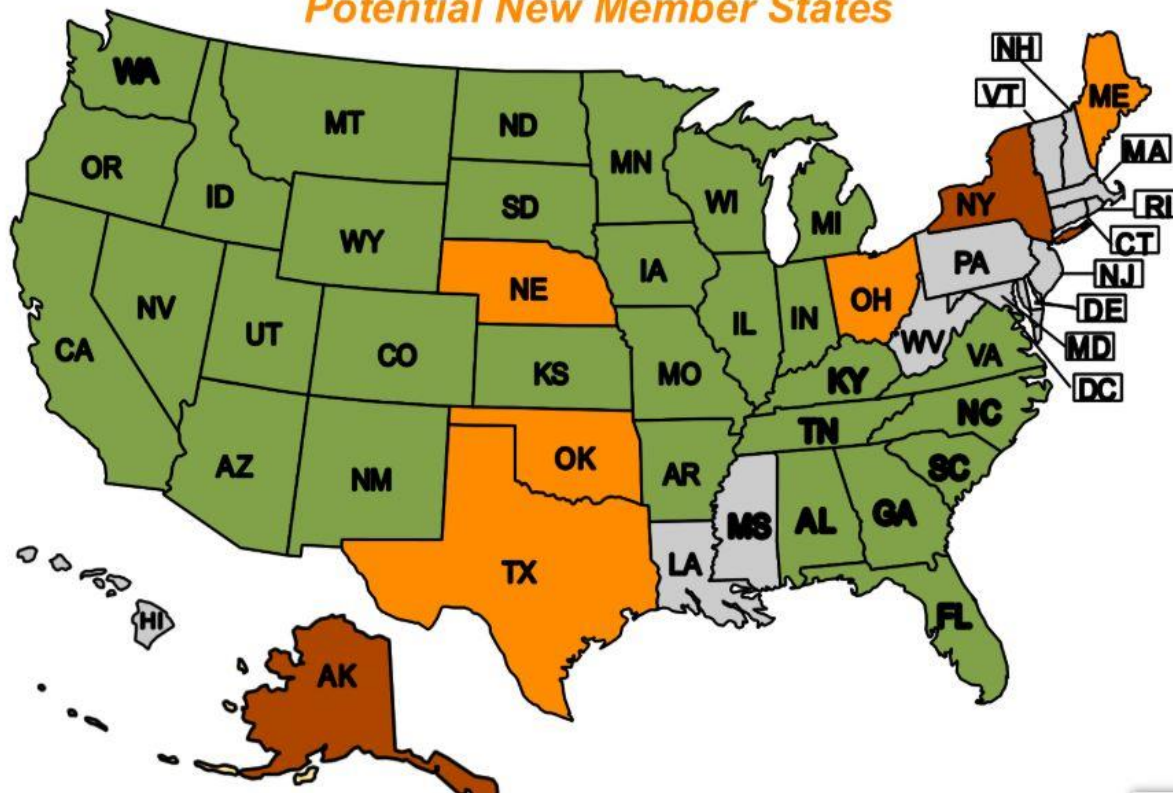 Potential New Member States
NH
WA
VT
ME
MT
ND
OR
MN
MA
ID
SD
WI
NY
RI
WY
MI
CT
IA
PA
NJ
NE
NV
OH
DE
UT
IL
IN
CA
CO
WV
VA
MD
KS
MO
KY
DC
NC
TN
AZ
OK
SC
NM
AR
MS
AL
GA
LA
TX
HI
FL
AK